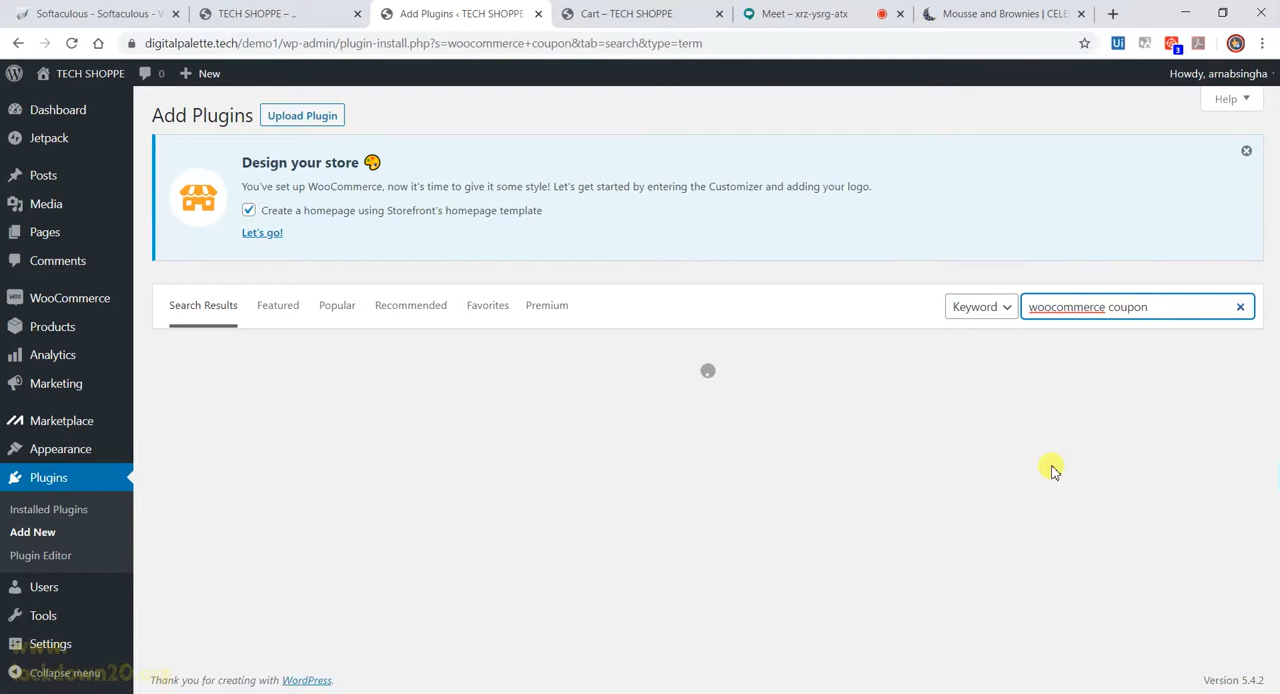 Softaculous - Softaculous - W
TECH SHOPPE – ..
Add Plugins ‹ TECH SHOPPE
Cart – TECH SHOPPE
Meet – xrz-ysrg-atx
Mousse and Brownies | CELE
digitalpalette.tech/demo1/wp-admin/plugin-install.php?s=woocommerce+coupon&tab=search&type=term
Ui
3
TECH SHOPPE
0
New
Howdy, arnabsingha
Dashboard
Jetpack
Posts
Media
Pages
Comments
WooCommerce
Products
Analytics
Marketing
Marketplace
Appearance
Plugins
Installed Plugins
Add New
Plugin Editor
Users
Tools
Settings
Collapse menu
Add Plugins
Upload Plugin
Help
Design your store
You've set up WooCommerce, now it's time to give it some style! Let's get started by entering the Customizer and adding your logo.
Create a homepage using Storefront's homepage template
Let's go!
Search Results
Featured
Popular
Recommended
Favorites
Premium
Keyword
woocommerce coupon
Thank you for creating with WordPress.
Version 5.4.2